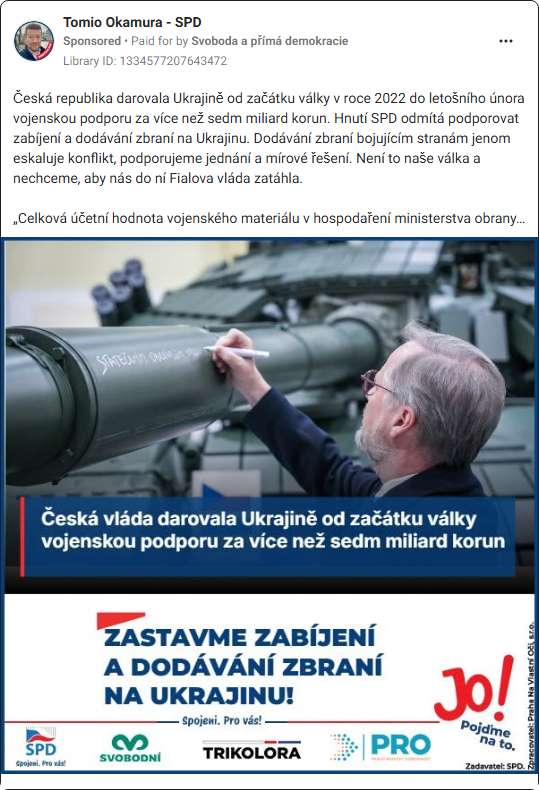 Tomio Okamura - SPD
Sponsored • Paid for by Svoboda a přímá demokracie
Library ID: 1334577207643472
Česká republika darovala Ukrajině od začátku války v roce 2022 do letošního února
vojenskou podporu za více než sedm miliard korun. Hnutí SPD odmítá podporovat
zabíjení a dodávání zbraní na Ukrajinu. Dodávání zbraní bojujícím stranám jenom
eskaluje konflikt, podporujeme jednání a mírové řešení. Není to naše válka a
nechceme, aby nás do ní Fialova vláda zatáhla.
„Celková účetní hodnota vojenského materiálu v hospodaření ministerstva obrany...
Česká vláda darovala Ukrajině od začátku války
vojenskou podporu za více než sedm miliard korun
ZASTAVME ZABÍJENÍ
A DODÁVÁNÍ ZBRANÍ
NA UKRAJINU!
Spojeni. Pro vás!
Jo!
Pojďme
na to.
SPD
Spojeni. Pro vás!
SVOBODNÍ
TRIKOLORA
PRO
Zadavatel: SPD.
Zpracovatel: Praha Na Vlastní Oči, s.r.o.